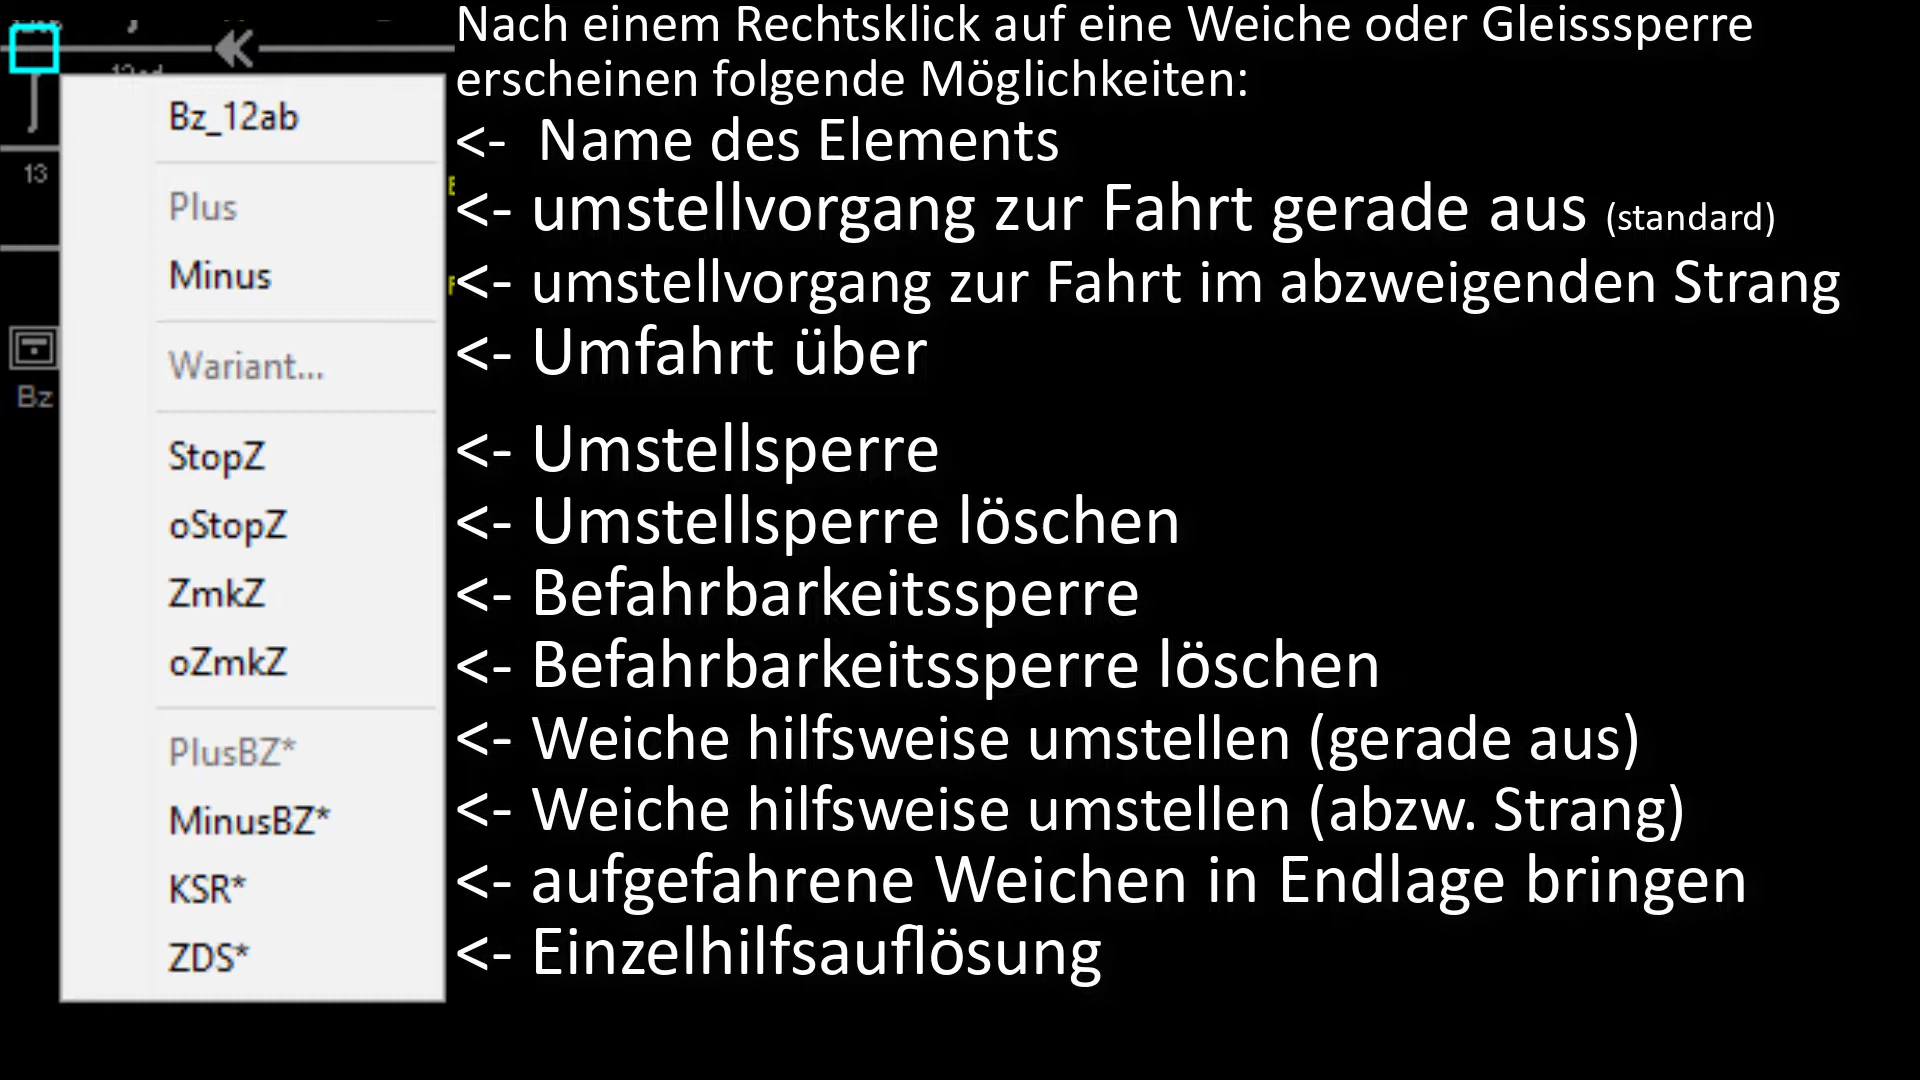 Nach einem Rechtsklick auf eine Weiche oder Gleisssperre
erscheinen folgende Möglichkeiten:
Bz_12ab <- Name des Elements
13
Plus <- umstellvorgang zur Fahrt gerade aus (standard)
Minus <- umstellvorgang zur Fahrt im abzweigenden Strang
Wariant... <- Umfahrt über
Bz
StopZ <- Umstellsperre
oStopZ <- Umstellsperre löschen
ZmkZ <- Befahrbarkeitssperre
oZmkZ <- Befahrbarkeitssperre löschen
PlusBZ* <- Weiche hilfsweise umstellen (gerade aus)
MinusBZ* <- Weiche hilfsweise umstellen (abzw. Strang)
KSR* <- aufgefahrene Weichen in Endlage bringen
ZDS* <- Einzelhilfsauflösung